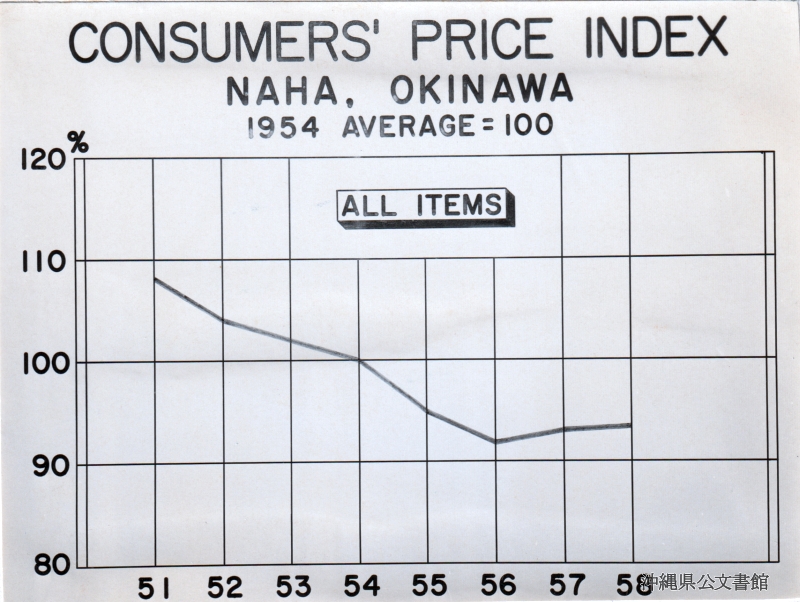 CONSUMERS' PRICE INDEX
NAHA, OKINAWA
1954 AVERAGE = 100
%
120
ALL ITEMS
110
100
90
80
51 52 53 54 55 56 57 58
沖縄県公文書館